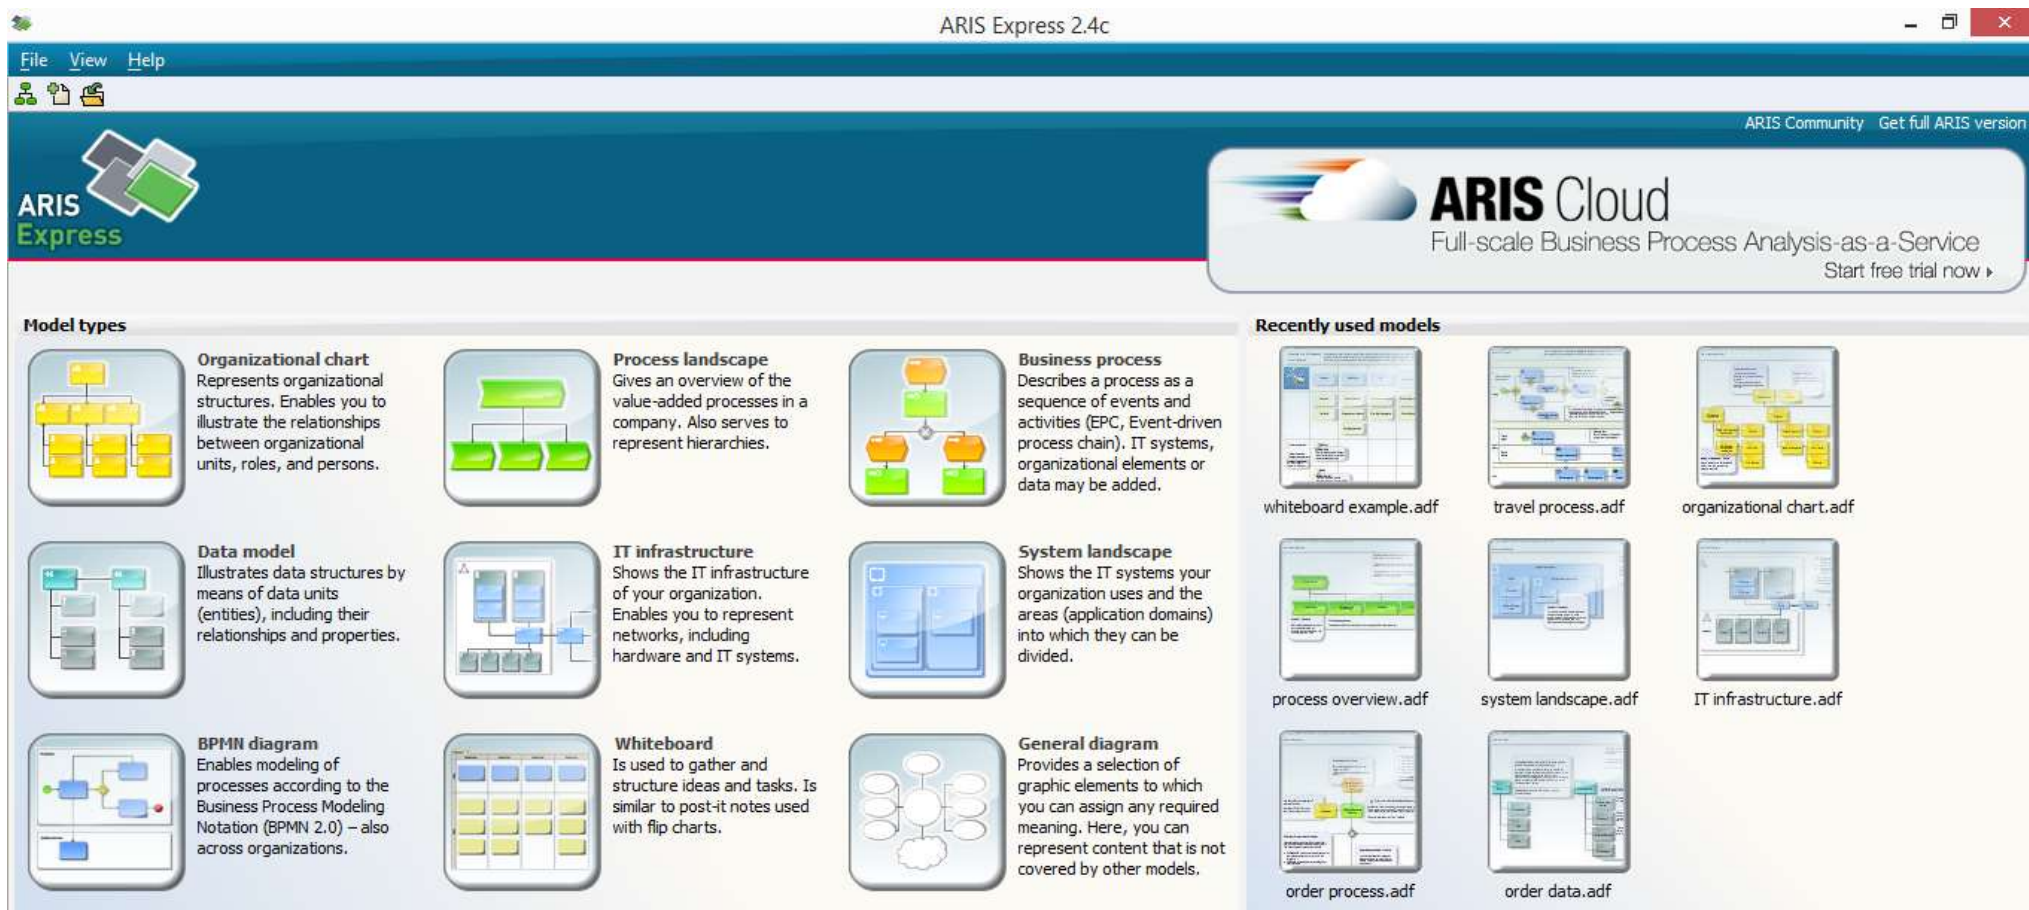 ARIS Express 2.4c
File View Help
ARIS Community Get full ARIS version
ARIS
Express
ARIS Cloud
Full-scale Business Process Analysis-as-a-Service
Start free trial now
Model types
Organizational chart
Represents organizational
structures. Enables you to
illustrate the relationships
between organizational
units, roles, and persons.
Process landscape
Gives an overview of the
value-added processes in a
company. Also serves to
represent hierarchies.
Business process
Describes a process as a
sequence of events and
activities (EPC, Event-driven
process chain). IT systems,
organizational elements or
data may be added.
Data model
Illustrates data structures by
means of data units
(entities), including their
relationships and properties.
IT infrastructure
Shows the IT infrastructure
of your organization.
Enables you to represent
networks, including
hardware and IT systems.
System landscape
Shows the IT systems your
organization uses and the
areas (application domains)
into which they can be
divided.
BPMN diagram
Enables modeling of
processes according to the
Business Process Modeling
Notation (BPMN 2.0) – also
across organizations.
Whiteboard
Is used to gather and
structure ideas and tasks. Is
similar to post-it notes used
with flip charts.
General diagram
Provides a selection of
graphic elements to which
you can assign any required
meaning. Here, you can
represent content that is not
covered by other models.
Recently used models
whiteboard example.adf
travel process.adf
organizational chart.adf
process overview.adf
system landscape.adf
IT infrastructure.adf
order process.adf
order data.adf